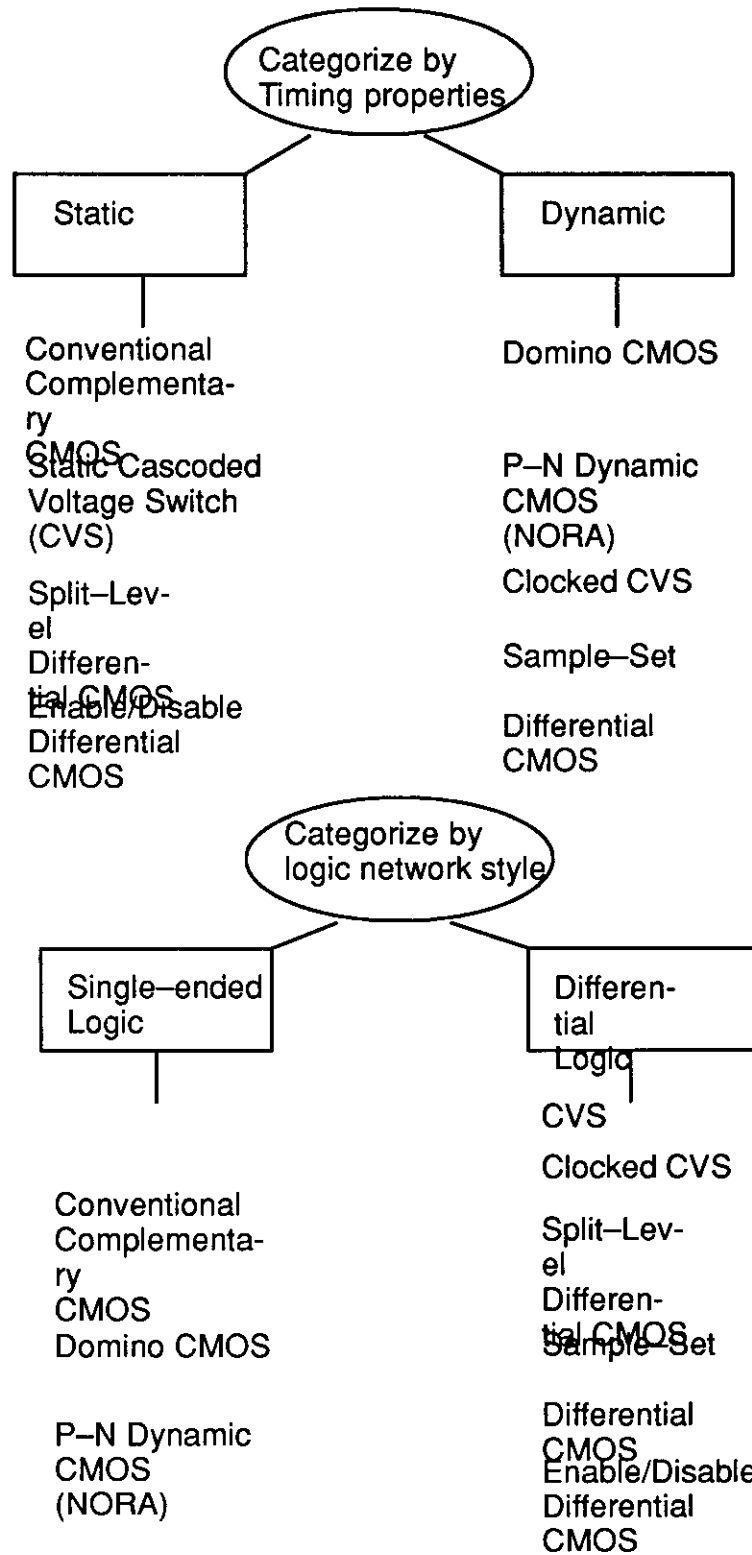 Categorize by
Timing properties
Static
Dynamic
Conventional
Complementa-
ry
CMOS
Static Cascoded
Voltage Switch
(CVS)
Split–Lev-
el
Differen-
tial CMOS
Enable/Disable
Differential
CMOS
Domino CMOS
P–N Dynamic
CMOS
(NORA)
Clocked CVS
Sample–Set
Differential
CMOS
Categorize by
logic network style
Single–ended
Logic
Differen-
tial
Logic
Conventional
Complementa-
ry
CMOS
Domino CMOS
P–N Dynamic
CMOS
(NORA)
CVS
Clocked CVS
Split–Lev-
el
Differen-
tial CMOS
Sample–Set
Differential
CMOS
Enable/Disable
Differential
CMOS